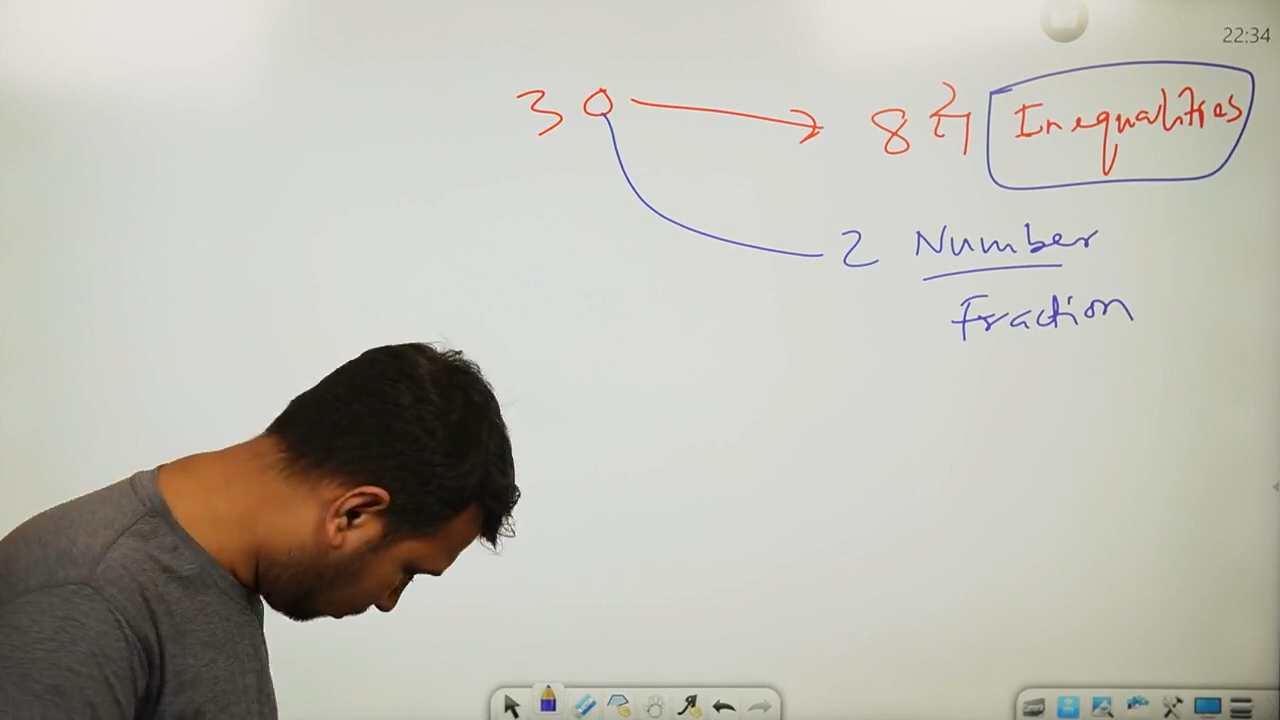 22:34
30 → 8 টা Inequalities
2 Number
Fraction